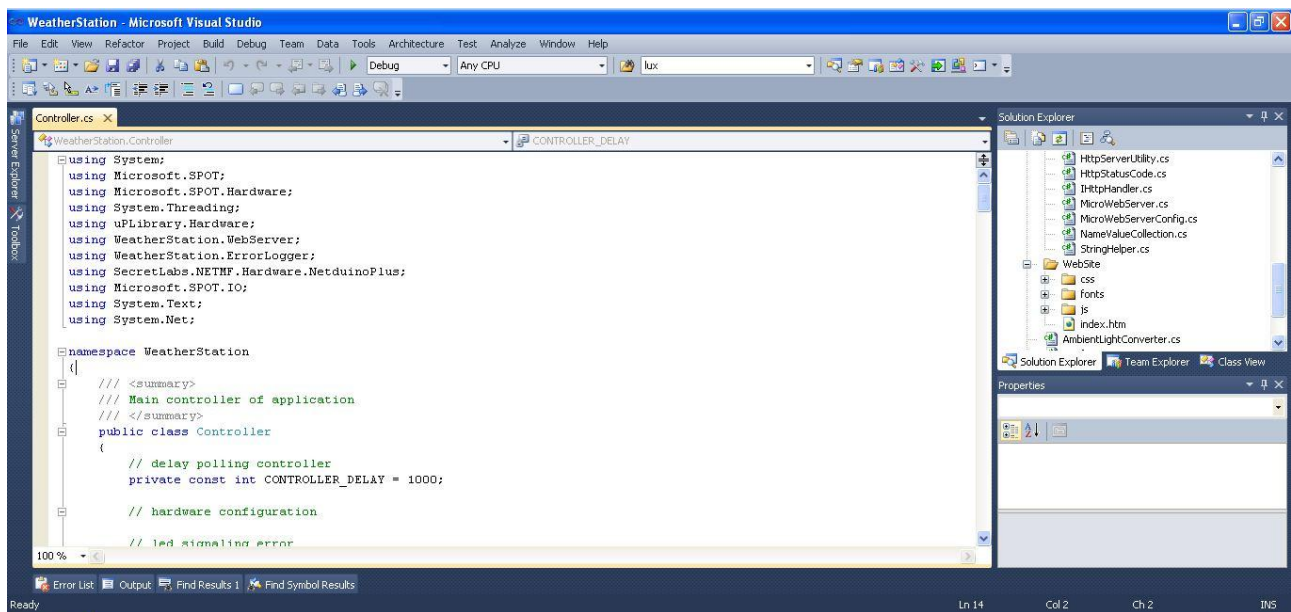 WeatherStation - Microsoft Visual Studio
File Edit View Refactor Project Build Debug Team Data Tools Architecture Test Analyze Window Help
Debug Any CPU lux
Server Explorer
Toolbox
Controller.cs
WeatherStation.Controller CONTROLLER_DELAY
using System;
using Microsoft.SPOT;
using Microsoft.SPOT.Hardware;
using System.Threading;
using uPLibrary.Hardware;
using WeatherStation.WebServer;
using WeatherStation.ErrorLogger;
using SecretLabs.NETMF.Hardware.NetduinoPlus;
using Microsoft.SPOT.IO;
using System.Text;
using System.Net;
namespace WeatherStation
{
/// <summary>
/// Main controller of application
/// </summary>
public class Controller
{
// delay polling controller
private const int CONTROLLER_DELAY = 1000;
// hardware configuration
// led signaling error
100 %
Solution Explorer
HttpServerUtility.cs
HttpStatusCode.cs
IHttpHandler.cs
MicroWebServer.cs
MicroWebServerConfig.cs
NameValueCollection.cs
StringHelper.cs
WebSite
css
fonts
js
index.htm
AmbientLightConverter.cs
Solution Explorer Team Explorer Class View
Properties
Error List Output Find Results 1 Find Symbol Results
Ready Ln 14 Col 2 Ch 2 INS